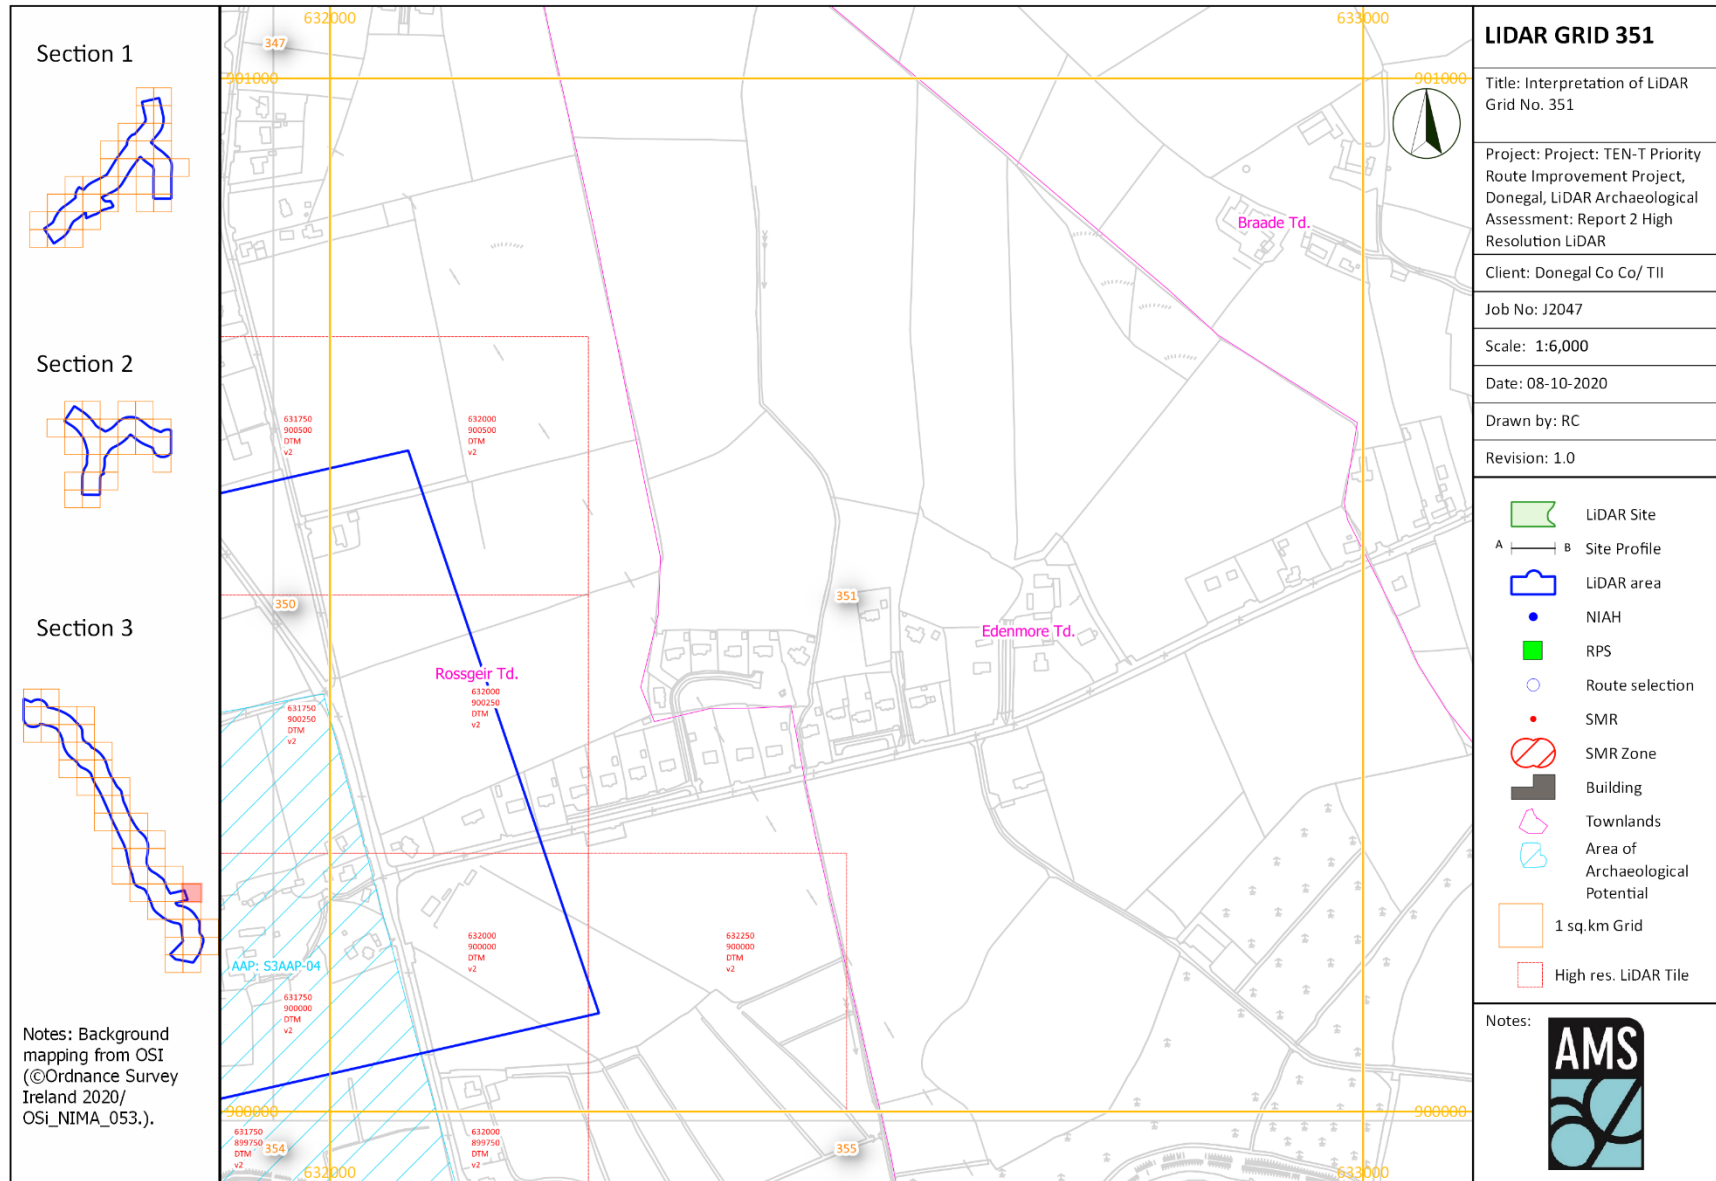 Section 1
Section 2
Section 3
Notes: Background
mapping from OSI
(©Ordnance Survey
Ireland 2020/
OSi_NIMA_053.).
632000
633000
347
901000
901000
Braade Td.
631750
900500
DTM
v2
632000
900500
DTM
v2
350
351
Edenmore Td.
Rossgeir Td.
632000
900250
DTM
v2
631750
900250
DTM
v2
632000
900000
DTM
v2
632250
900000
DTM
v2
AAP: S3AAP-04
631750
900000
DTM
v2
900000
900000
631750
899750
DTM
v2
354
632000
899750
DTM
v2
355
632000
633000
LIDAR GRID 351
Title: Interpretation of LiDAR
Grid No. 351
Project: Project: TEN-T Priority
Route Improvement Project,
Donegal, LiDAR Archaeological
Assessment: Report 2 High
Resolution LiDAR
Client: Donegal Co Co/ TII
Job No: J2047
Scale: 1:6,000
Date: 08-10-2020
Drawn by: RC
Revision: 1.0
LiDAR Site
A B Site Profile
LiDAR area
NIAH
RPS
Route selection
SMR
SMR Zone
Building
Townlands
Area of
Archaeological
Potential
1 sq.km Grid
High res. LiDAR Tile
Notes:
AMS